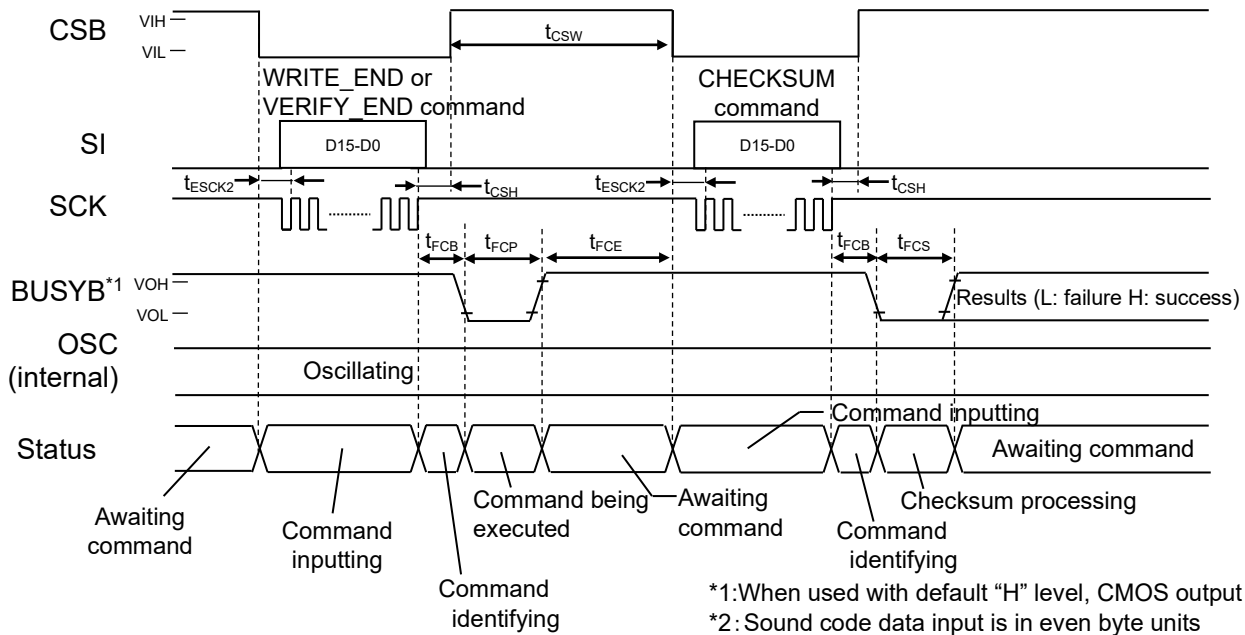 CSB
VIH
VIL
tCSW
WRITE_END or
VERIFY_END command
CHECKSUM
command
SI
D15-D0
D15-D0
tESCK2
tCSH
tESCK2
tCSH
SCK
tFCB
tFCP
tFCE
tFCB
tFCS
BUSYB*1
VOH
VOL
Results (L: failure H: success)
OSC
(internal)
Oscillating
Command inputting
Status
Awaiting command
Awaiting
command
Command
inputting
Command being
executed
Awaiting
command
Checksum processing
Command
identifying
Command
identifying
*1:When used with default “H” level, CMOS output
*2: Sound code data input is in even byte units